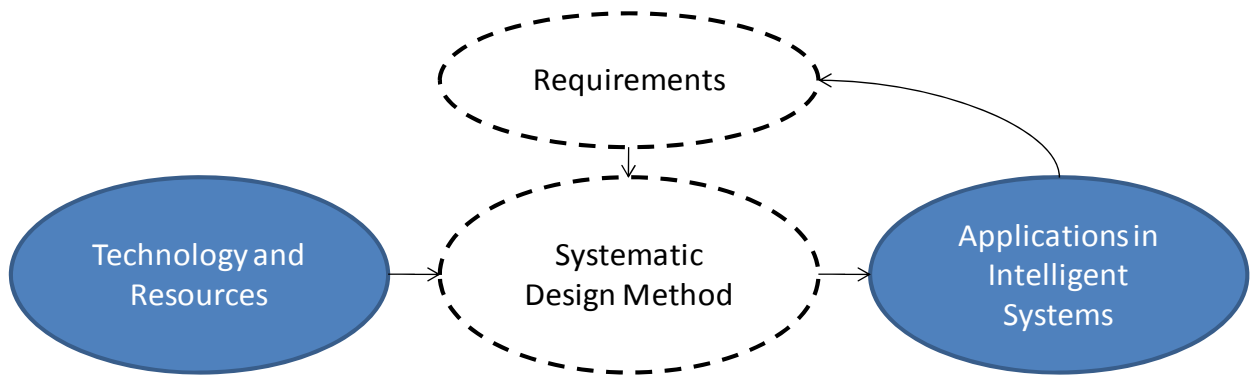 Requirements
Technology and
Resources
Systematic
Design Method
Applications in
Intelligent
Systems